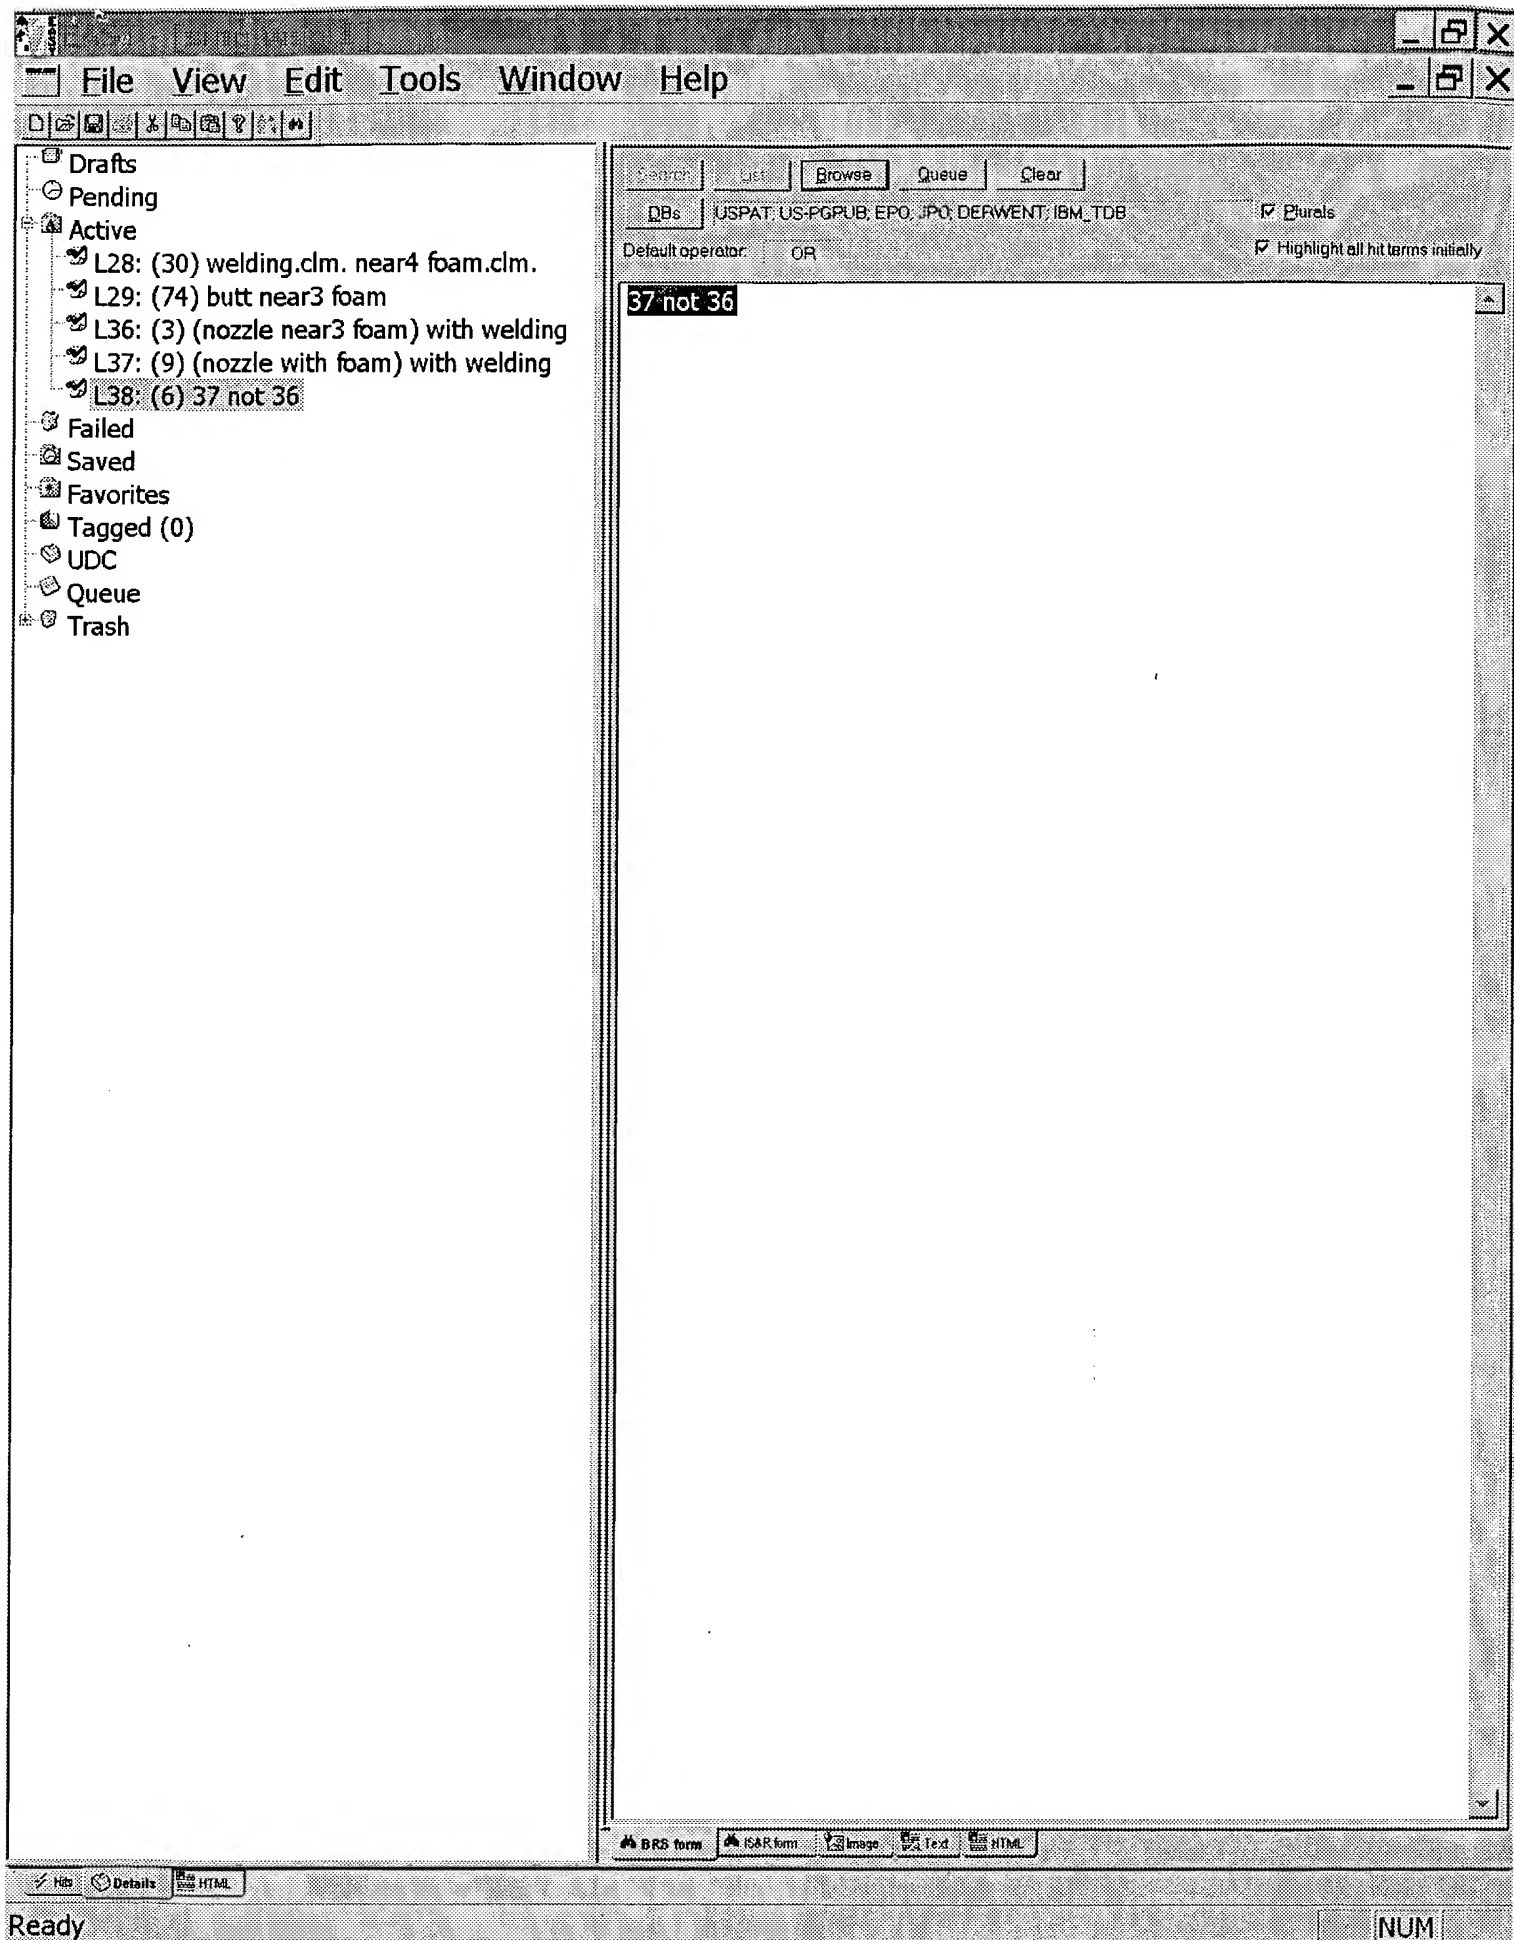 File View Edit Tools Window Help
Drafts
Pending
Active
L28: (30) welding.clm. near4 foam.clm.
L29: (74) butt near3 foam
L36: (3) (nozzle near3 foam) with welding
L37: (9) (nozzle with foam) with welding
L38: (6) 37 not 36
Failed
Saved
Favorites
Tagged (0)
UDC
Queue
Trash
Search List Browse Queue Clear
DBs USPAT; US-PGPUB; EPO; JPO; DERWENT; IBM_TDB Plurals
Default operator: OR Highlight all hit terms initially
37 not 36
BRS form IS&R form Image Text HTML
Hits Details HTML
Ready NUM